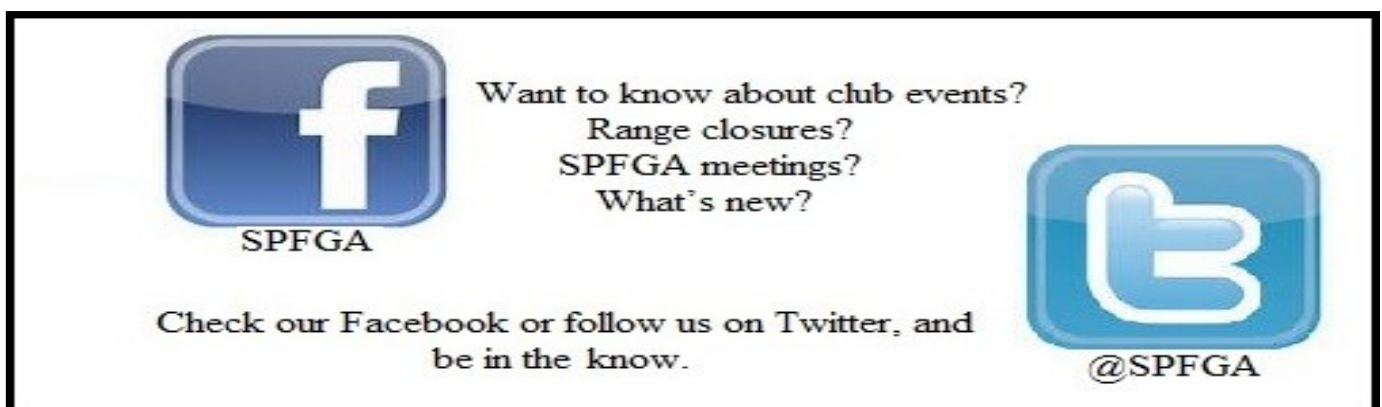 Want to know about club events?
Range closures?
SPFGA meetings?
What's new?
SPFGA
Check our Facebook or follow us on Twitter, and
be in the know.
@SPFGA